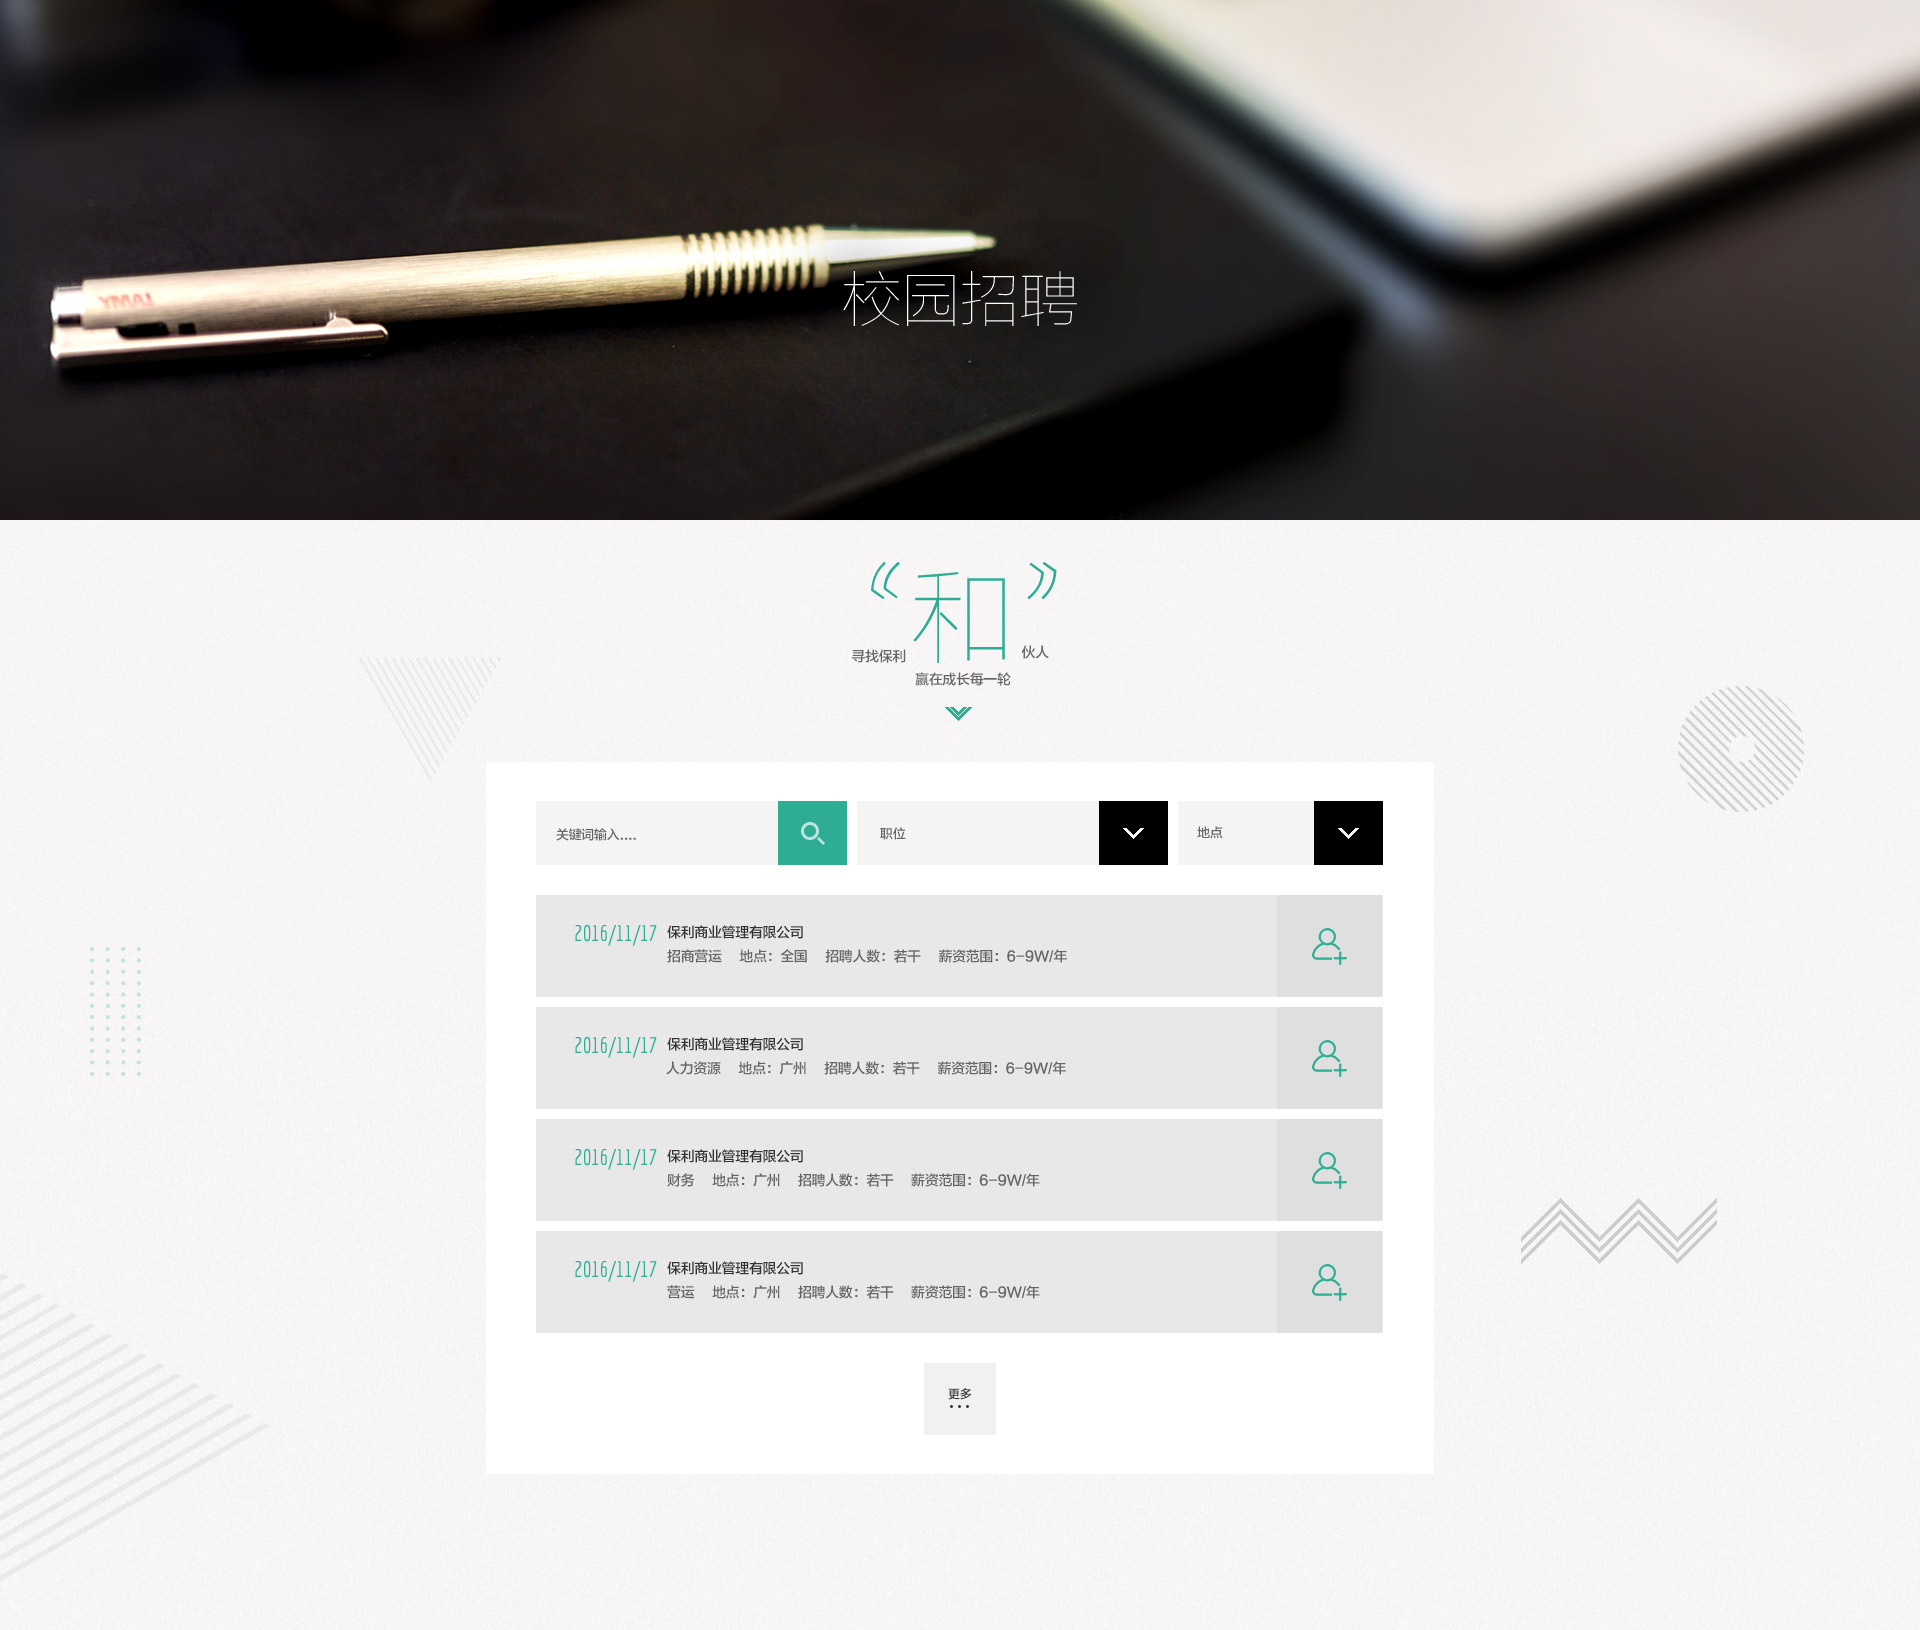 LAMY
校园招聘
“和”
寻找保利
伙人
赢在成长每一轮
关键词输入....
职位
地点
2016/11/17 保利商业管理有限公司
招商营运 地点：全国 招聘人数：若干 薪资范围：6-9W/年
2016/11/17 保利商业管理有限公司
人力资源 地点：广州 招聘人数：若干 薪资范围：6-9W/年
2016/11/17 保利商业管理有限公司
财务 地点：广州 招聘人数：若干 薪资范围：6-9W/年
2016/11/17 保利商业管理有限公司
营运 地点：广州 招聘人数：若干 薪资范围：6-9W/年
更多
...